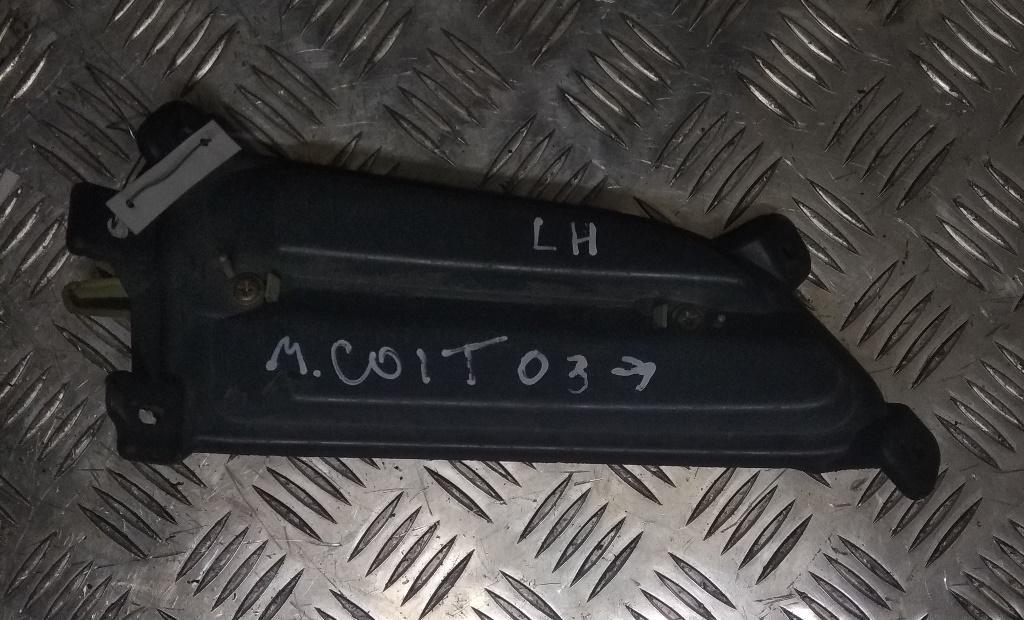 LH
M. COIT 03 →